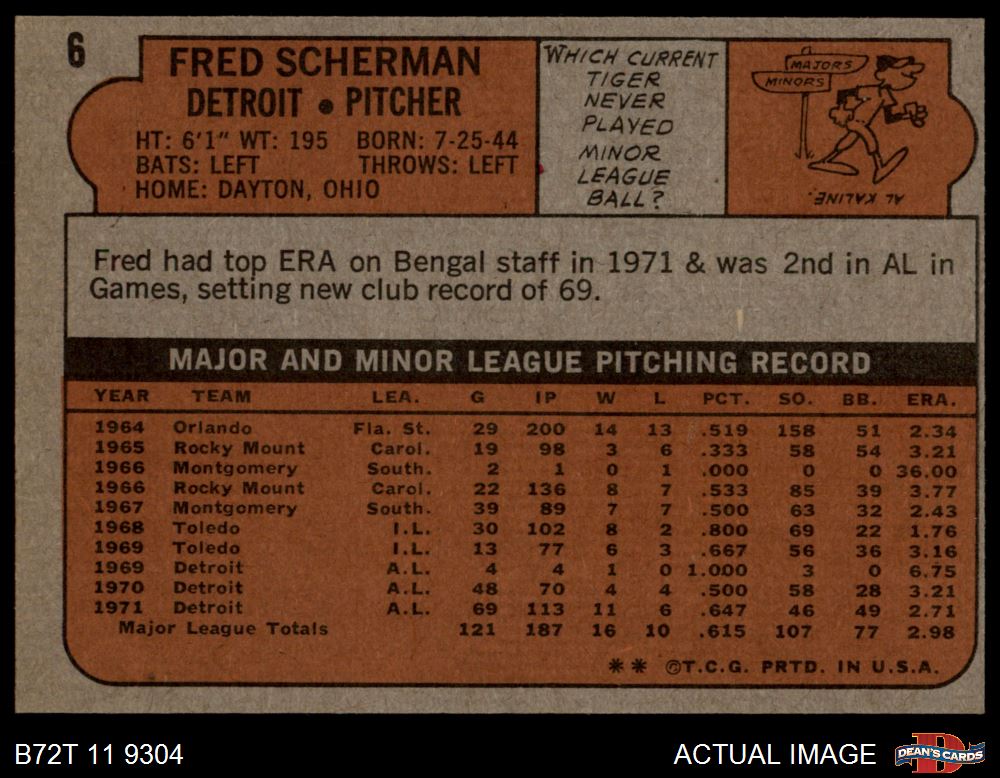 6
FRED SCHERMAN
DETROIT • PITCHER
HT: 6'1" WT: 195 BORN: 7-25-44
BATS: LEFT THROWS: LEFT
HOME: DAYTON, OHIO
WHICH CURRENT
TIGER
NEVER
PLAYED
MINOR
LEAGUE
BALL?
MAJORS
MINORS
AL KALINE.
Fred had top ERA on Bengal staff in 1971 & was 2nd in AL in
Games, setting new club record of 69.
MAJOR AND MINOR LEAGUE PITCHING RECORD
YEAR TEAM LEA. G IP W L PCT. SO. BB. ERA.
1964 Orlando Fla. St. 29 200 14 13 .519 158 51 2.34
1965 Rocky Mount Carol. 19 98 3 6 .333 58 54 3.21
1966 Montgomery South. 2 1 0 1 .000 0 0 36.00
1966 Rocky Mount Carol. 22 136 8 7 .533 85 39 3.77
1967 Montgomery South. 39 89 7 7 .500 63 32 2.43
1968 Toledo I.L. 30 102 8 2 .800 69 22 1.76
1969 Toledo I.L. 13 77 6 3 .667 56 36 3.16
1969 Detroit A.L. 4 4 1 0 1.000 3 0 6.75
1970 Detroit A.L. 48 70 4 4 .500 58 28 3.21
1971 Detroit A.L. 69 113 11 6 .647 46 49 2.71
Major League Totals 121 187 16 10 .615 107 77 2.98
** ©T.C.G. PRTD. IN U.S.A.
B72T 11 9304
ACTUAL IMAGE
DEAN'S CARDS